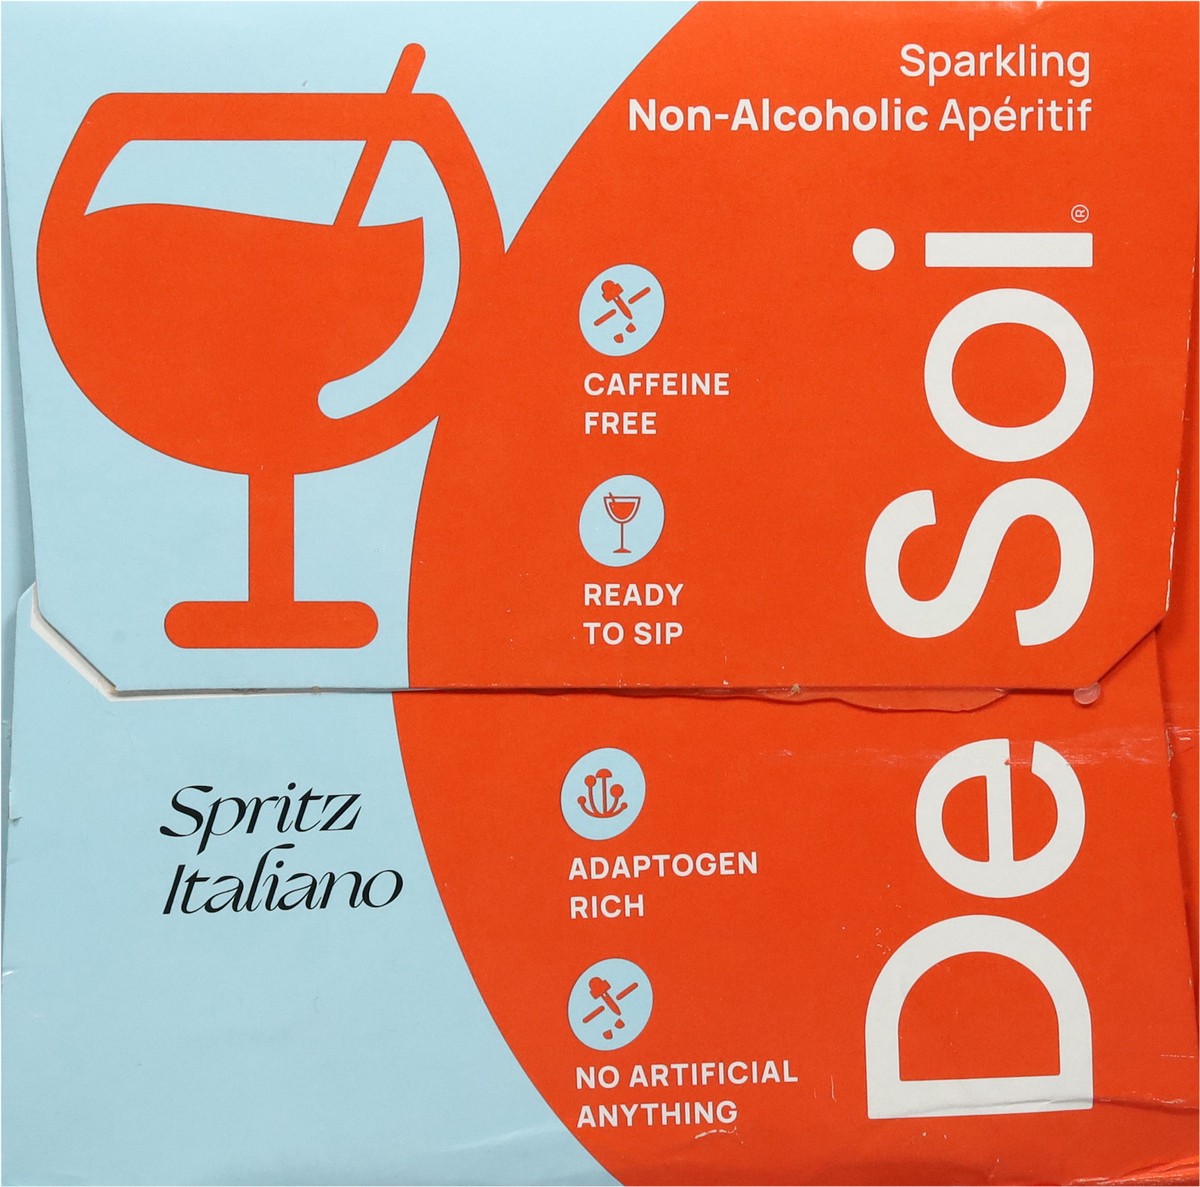 Sparkling
Non-Alcoholic Apéritif
De Soi®
CAFFEINE
FREE
READY
TO SIP
Spritz
Italiano
ADAPTOGEN
RICH
NO ARTIFICIAL
ANYTHING